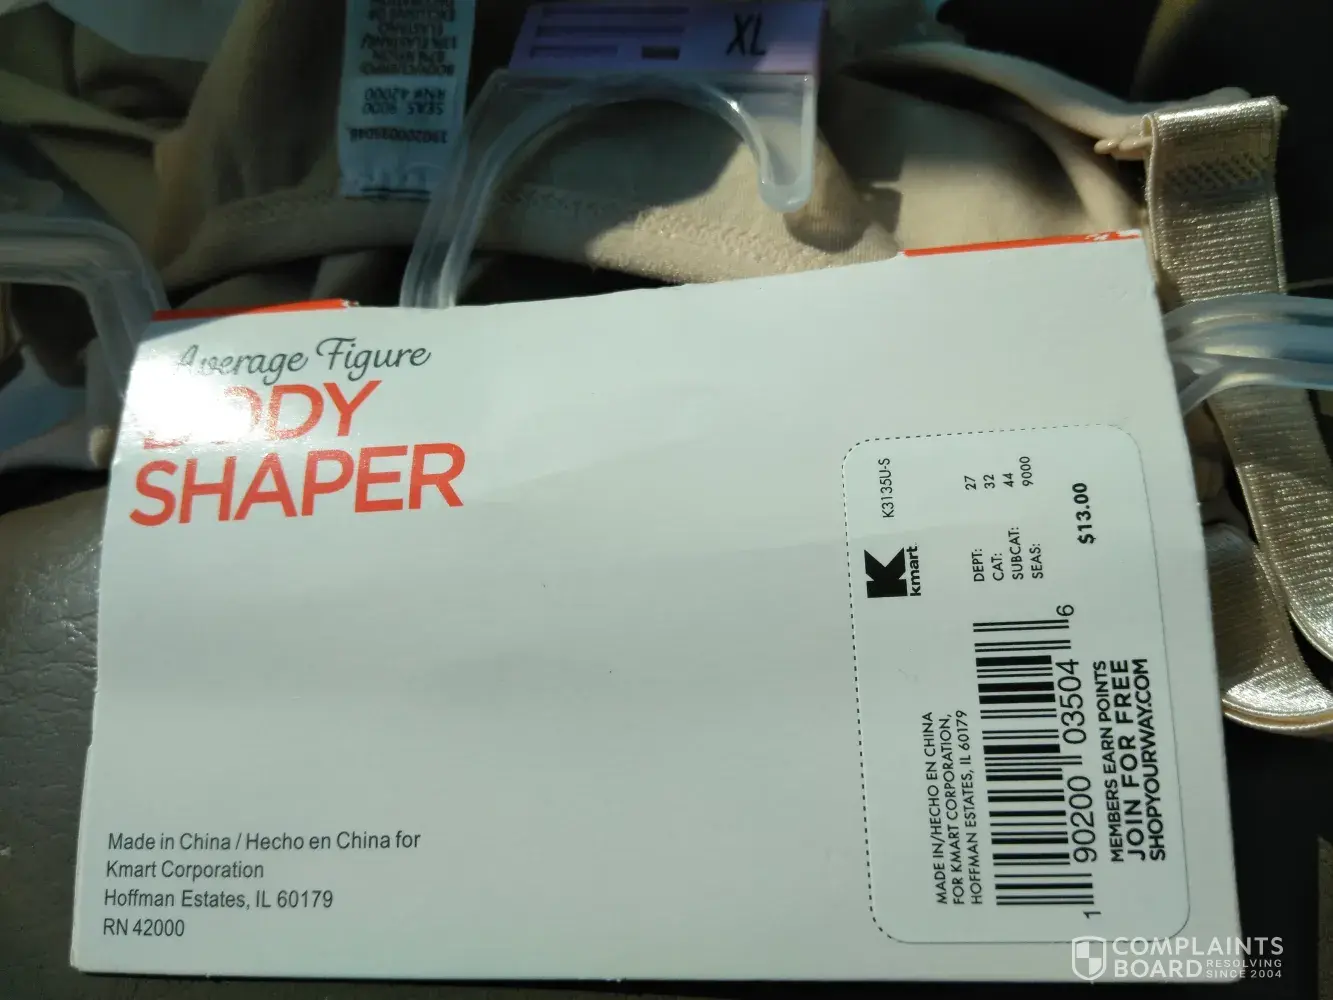 XL
190200035046
SEAS 9000
RN# 42000
Average Figure
BODY
SHAPER
Made in China / Hecho en China for
Kmart Corporation
Hoffman Estates, IL 60179
RN 42000
K3135U-S
kmart
DEPT: 27
CAT: 32
SUBCAT: 44
SEAS: 9000
$13.00
MADE IN/HECHO EN CHINA
FOR KMART CORPORATION,
HOFFMAN ESTATES, IL 60179
1 90200 03504 6
MEMBERS EARN POINTS
JOIN FOR FREE
SHOPYOURWAY.COM
COMPLAINTS
BOARD RESOLVING
SINCE 2004